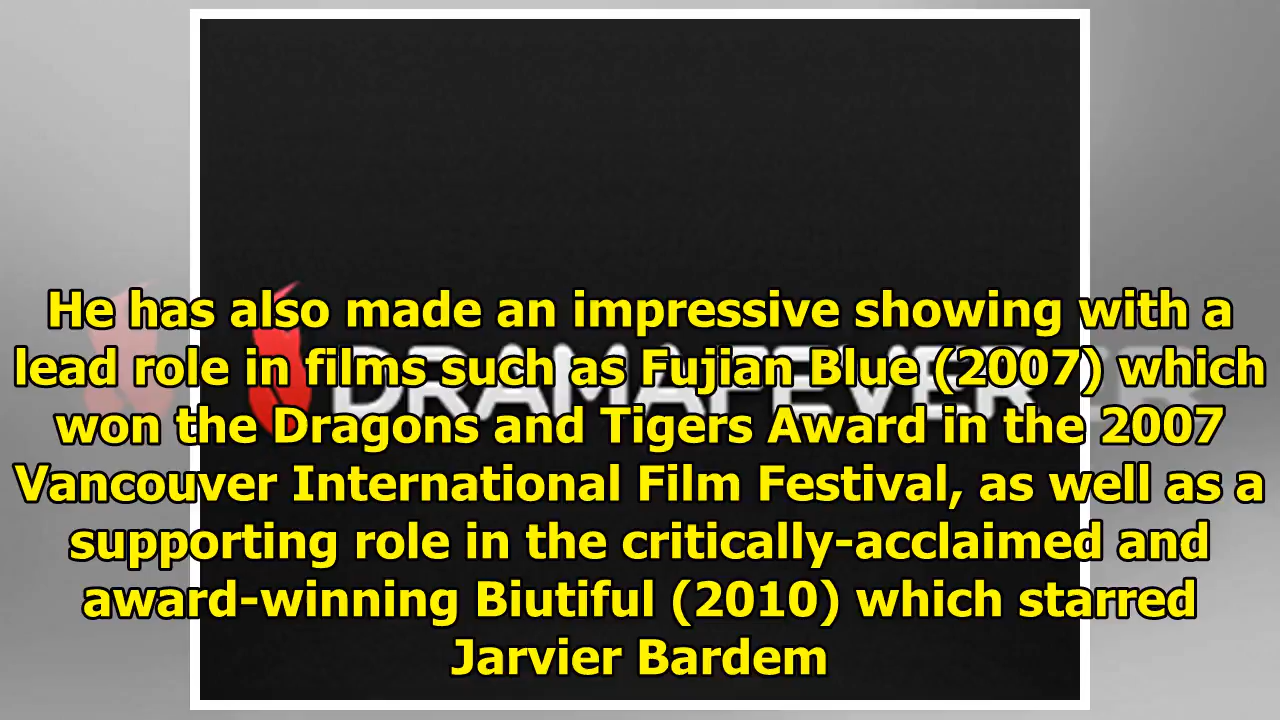 He has also made an impressive showing with a
lead role in films such as Fujian Blue (2007) which
won the Dragons and Tigers Award in the 2007
Vancouver International Film Festival, as well as a
supporting role in the critically-acclaimed and
award-winning Biutiful (2010) which starred
Jarvier Bardem
DRAMAFEVER